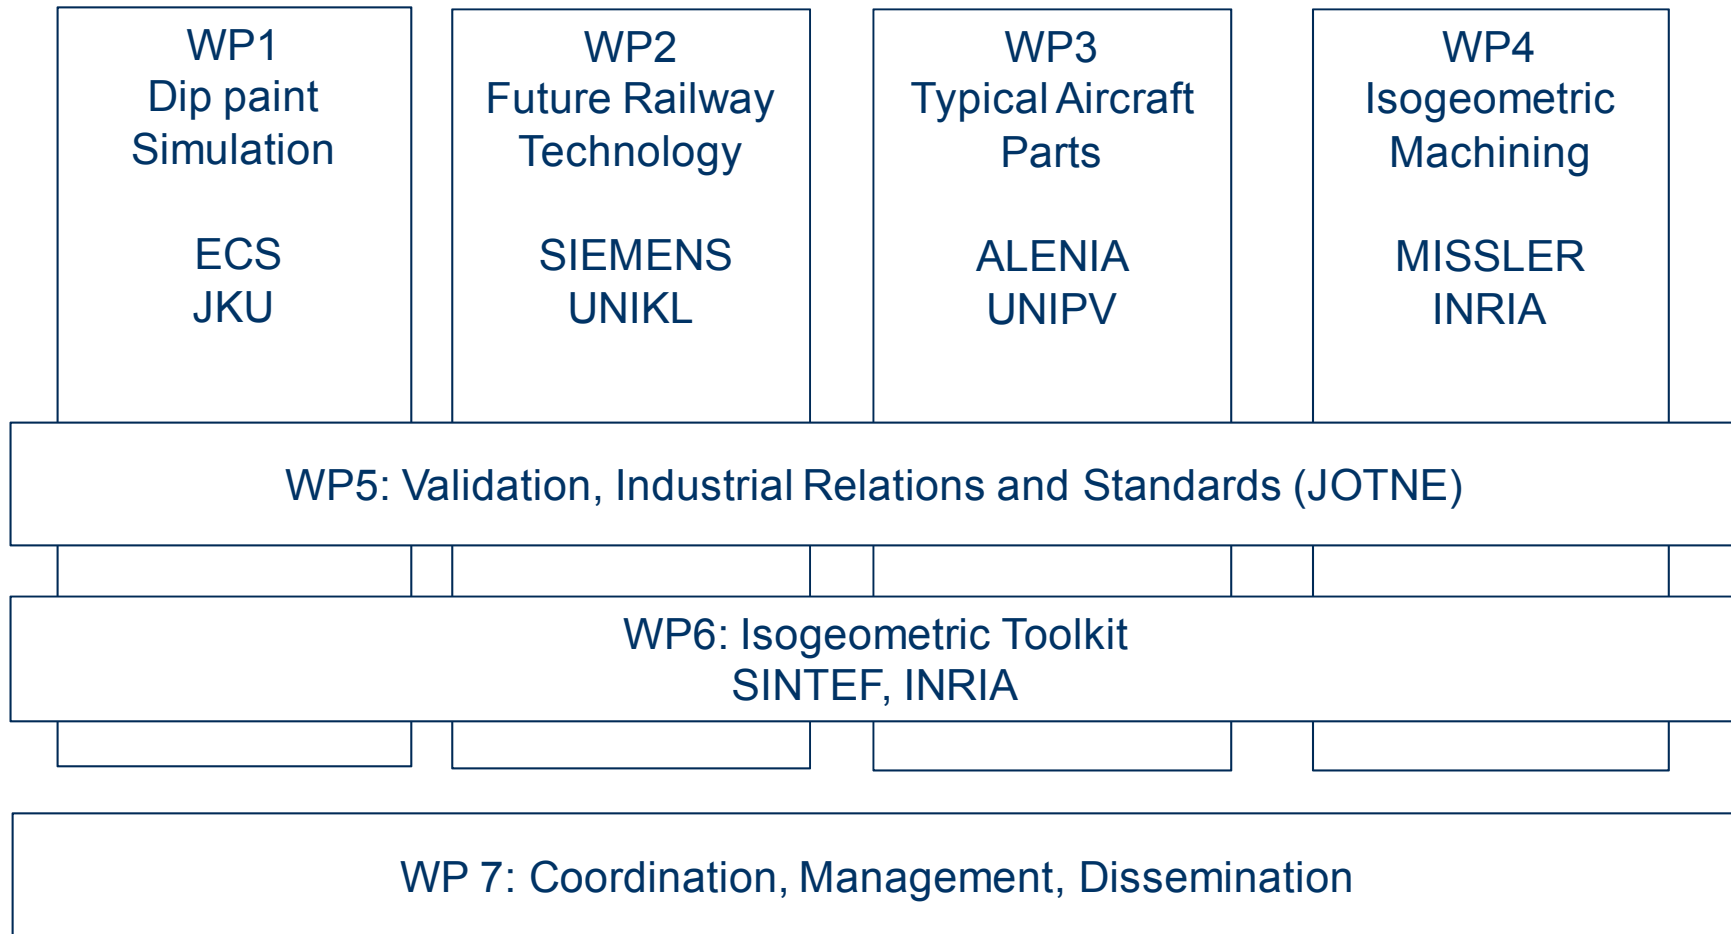 WP1
Dip paint
Simulation
ECS
JKU
WP2
Future Railway
Technology
SIEMENS
UNIKL
WP3
Typical Aircraft
Parts
ALENIA
UNIPV
WP4
Isogeometric
Machining
MISSLER
INRIA
WP5: Validation, Industrial Relations and Standards (JOTNE)
WP6: Isogeometric Toolkit
SINTEF, INRIA
WP 7: Coordination, Management, Dissemination